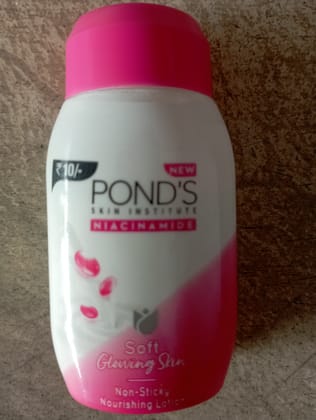 ₹10/-
NEW
POND'S
SKIN INSTITUTE
NIACINAMIDE
Soft
Glowing Skin
Non-Sticky
Nourishing Lotion